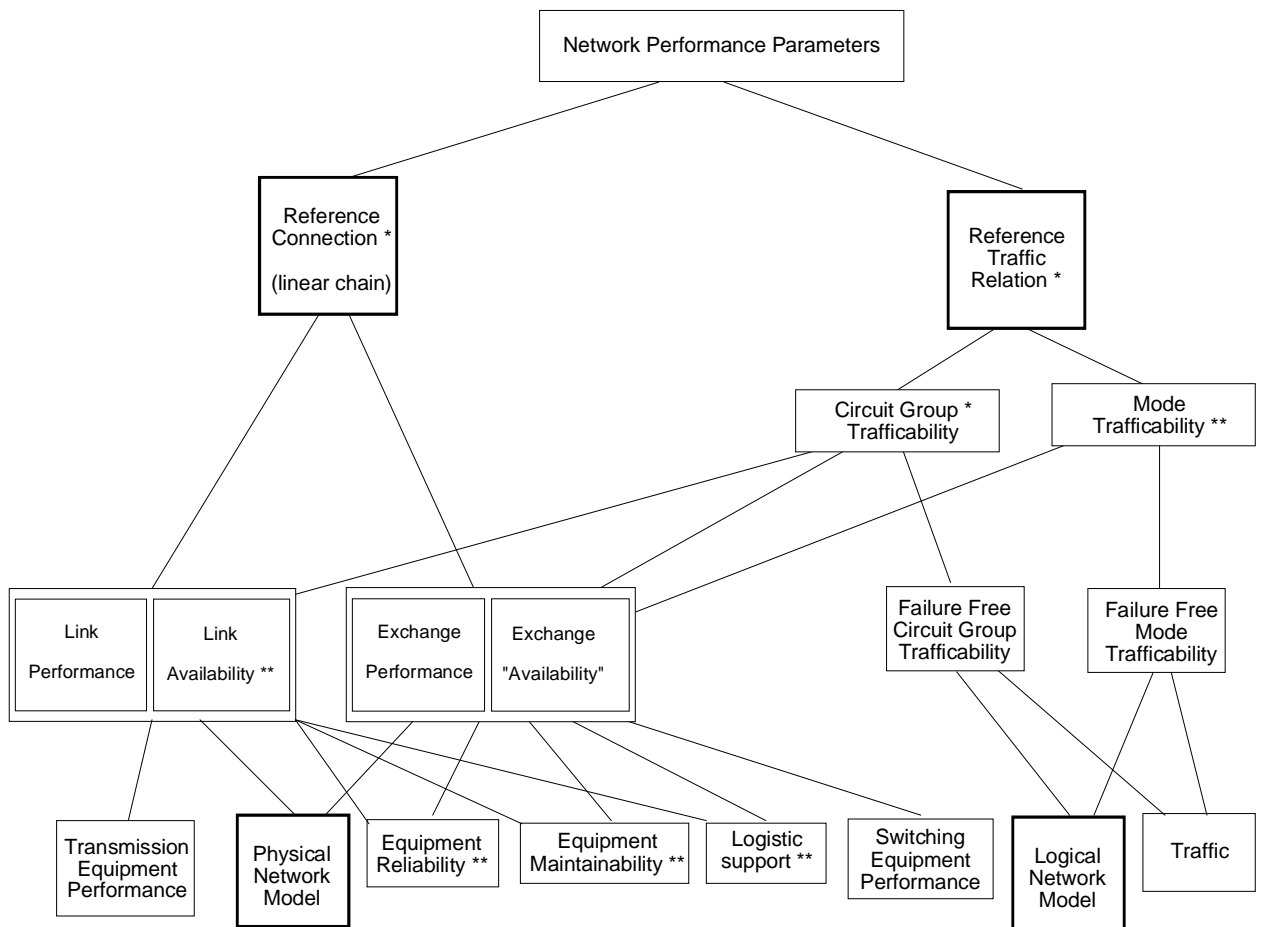 Network Performance Parameters
Reference
Connection *
(linear chain)
Reference
Traffic
Relation *
Circuit Group *
Trafficability
Mode
Trafficability **
Link
Performance
Link
Availability **
Exchange
Performance
Exchange
"Availability"
Failure Free
Circuit Group
Trafficability
Failure Free
Mode
Trafficability
Transmission
Equipment
Performance
Physical
Network
Model
Equipment
Reliability **
Equipment
Maintainability **
Logistic
support **
Switching
Equipment
Performance
Logical
Network
Model
Traffic